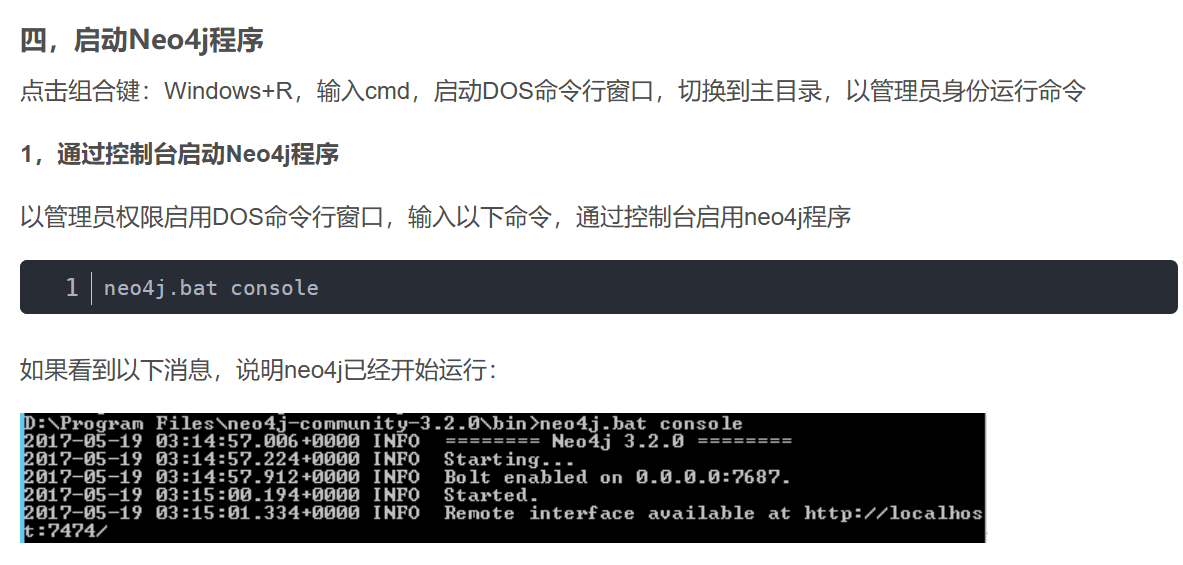 四，启动Neo4j程序
点击组合键：Windows+R，输入cmd，启动DOS命令行窗口，切换到主目录，以管理员身份运行命令
1，通过控制台启动Neo4j程序
以管理员权限启用DOS命令行窗口，输入以下命令，通过控制台启用neo4j程序
1 neo4j.bat console
如果看到以下消息，说明neo4j已经开始运行：
D:\Program Files\neo4j-community-3.2.0\bin>neo4j.bat console
2017-05-19 03:14:57.006+0000 INFO  ======== Neo4j 3.2.0 ========
2017-05-19 03:14:57.224+0000 INFO  Starting...
2017-05-19 03:14:57.912+0000 INFO  Bolt enabled on 0.0.0.0:7687.
2017-05-19 03:15:00.194+0000 INFO  Started.
2017-05-19 03:15:01.334+0000 INFO  Remote interface available at http://localhos
t:7474/